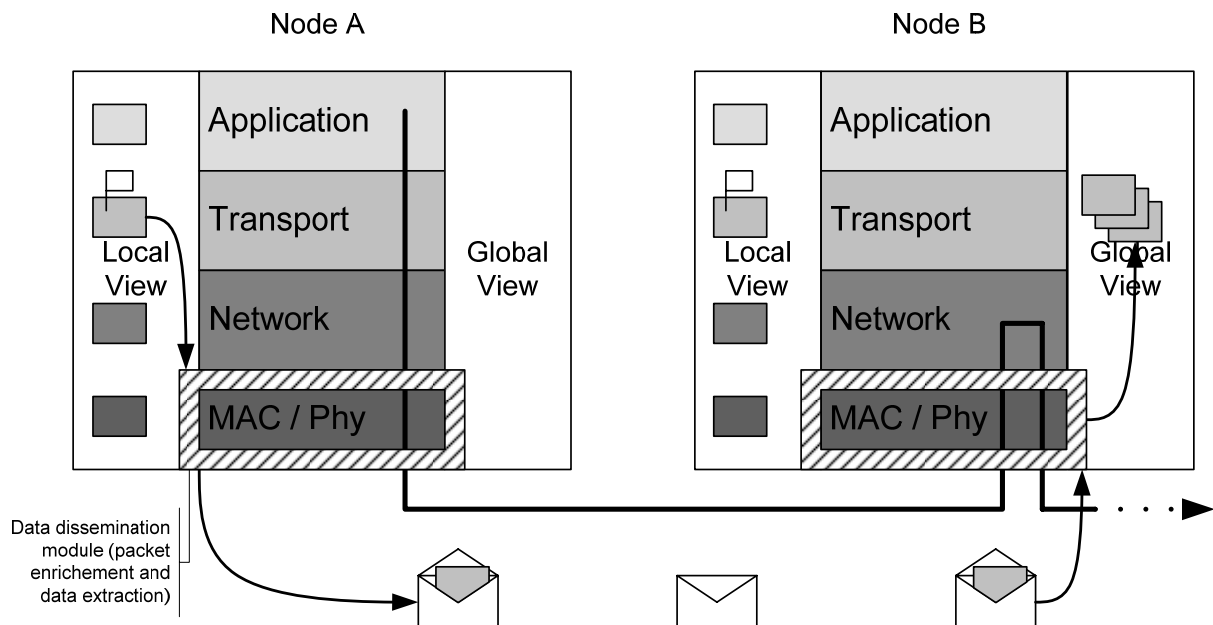 Node A
Node B
Application
Transport
Local
View
Global
View
Network
MAC / Phy
Application
Transport
Local
View
Global
View
Network
MAC / Phy
Data dissemination
module (packet
enrichement and
data extraction)